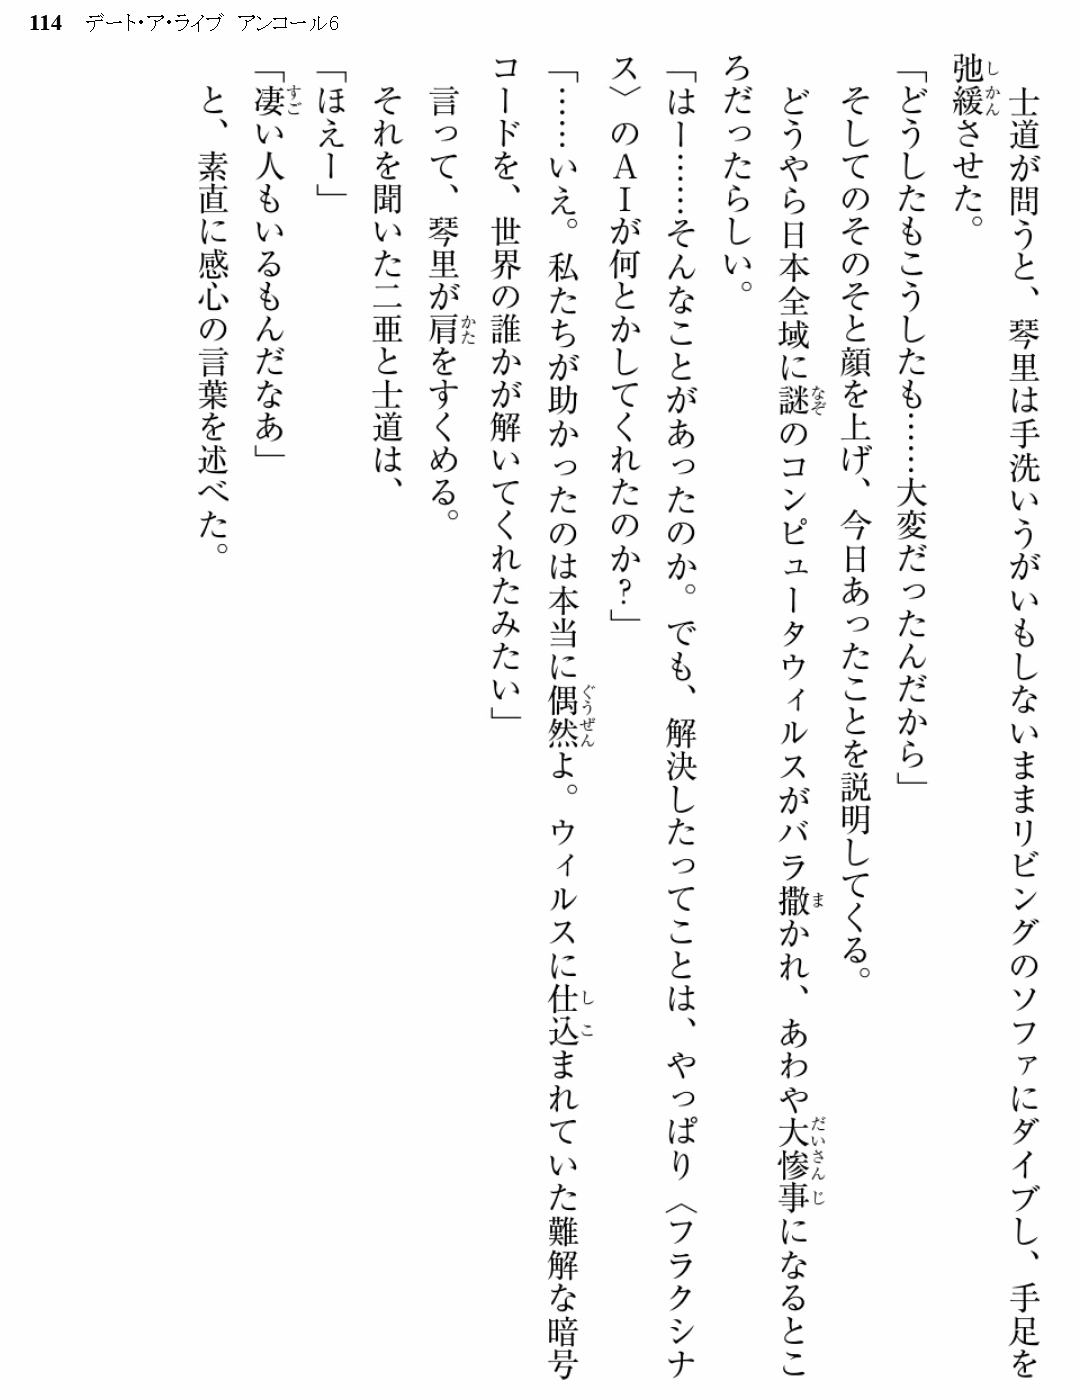 114 デート・ア・ライブ アンコール6
　士道が問うと、琴里は手洗いうがいもしないままリビングのソファにダイブし、手足を
弛緩させた。
「どうしたもこうしたも……大変だったんだから」
　そしてのそのそと顔を上げ、今日あったことを説明してくる。
　どうやら日本全域に謎のコンピュータウィルスがバラ撒かれ、あわや大惨事になるとこ
ろだったらしい。
「はー……そんなことがあったのか。でも、解決したってことは、やっぱり〈フラクシナ
ス〉のAIが何とかしてくれたのか？」
「……いえ。私たちが助かったのは本当に偶然よ。ウィルスに仕込まれていた難解な暗号
コードを、世界の誰かが解いてくれたみたい」
　言って、琴里が肩をすくめる。
　それを聞いた二亜と士道は、
「ほえー」
「凄い人もいるもんだなあ」
　と、素直に感心の言葉を述べた。